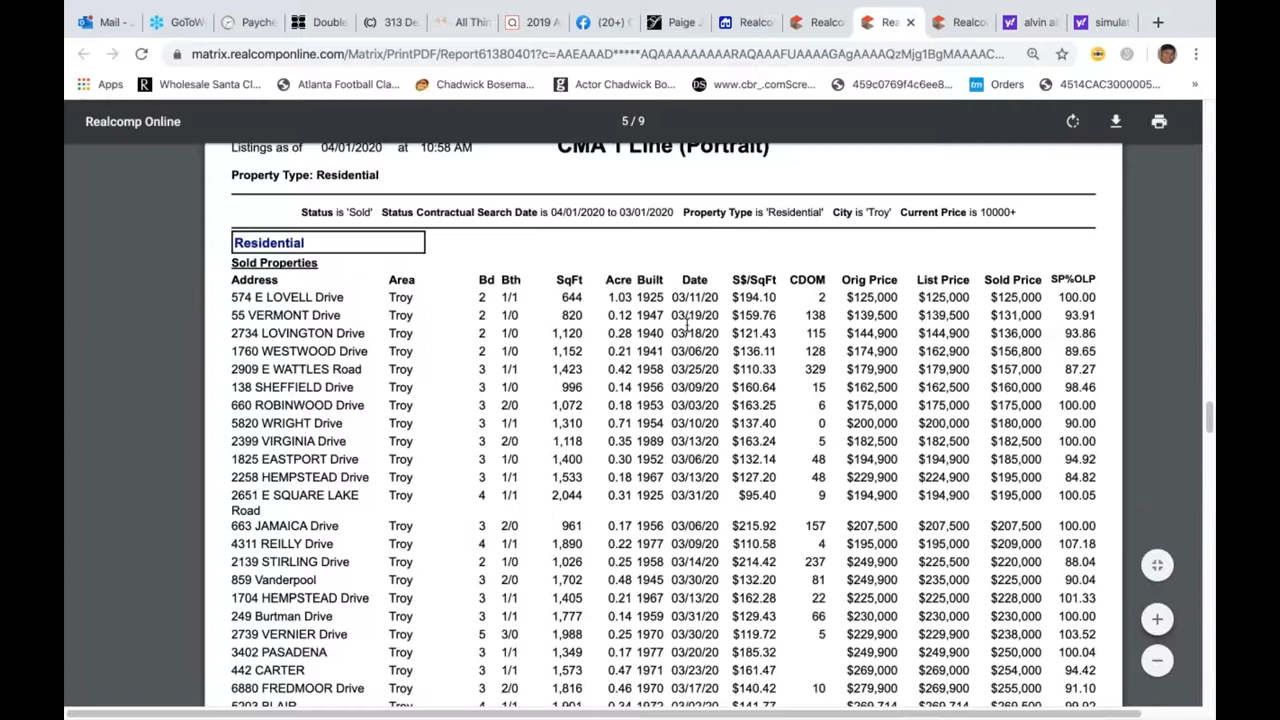 Mail -
GoToW
Payche
Double
313 De
All Thin
2019 A
(20+)
Paige J
Realco
Realco
Rea
Realco
alvin al
simulat
matrix.realcomponline.com/Matrix/PrintPDF/Report61380401?c=AAEAAAD*****AQAAAAAAAAARAQAAAFUAAAAGAgAAAAQzMjg1BgMAAAAC...
Apps
Wholesale Santa Cl...
Atlanta Football Cla...
Chadwick Bosema...
Actor Chadwick Bo...
www.cbr_.comScree...
459c0769f4c6ee8...
Orders
4514CAC3000005...
»
Realcomp Online
5 / 9
Listings as of 04/01/2020 at 10:58 AM CMA 1 Line (Portrait)
Property Type: Residential
Status is 'Sold' Status Contractual Search Date is 04/01/2020 to 03/01/2020 Property Type is 'Residential' City is 'Troy' Current Price is 10000+
Residential
Sold Properties
Address Area Bd Bth SqFt Acre Built Date S$/SqFt CDOM Orig Price List Price Sold Price SP%OLP
574 E LOVELL Drive Troy 2 1/1 644 1.03 1925 03/11/20 $194.10 2 $125,000 $125,000 $125,000 100.00
55 VERMONT Drive Troy 2 1/0 820 0.12 1947 03/19/20 $159.76 138 $139,500 $139,500 $131,000 93.91
2734 LOVINGTON Drive Troy 2 1/0 1,120 0.28 1940 03/18/20 $121.43 115 $144,900 $144,900 $136,000 93.86
1760 WESTWOOD Drive Troy 2 1/0 1,152 0.21 1941 03/06/20 $136.11 128 $174,900 $162,900 $156,800 89.65
2909 E WATTLES Road Troy 3 1/1 1,423 0.42 1958 03/25/20 $110.33 329 $179,900 $179,900 $157,000 87.27
138 SHEFFIELD Drive Troy 3 1/0 996 0.14 1956 03/09/20 $160.64 15 $162,500 $162,500 $160,000 98.46
660 ROBINWOOD Drive Troy 3 2/0 1,072 0.18 1953 03/03/20 $163.25 6 $175,000 $175,000 $175,000 100.00
5820 WRIGHT Drive Troy 3 1/1 1,310 0.71 1954 03/10/20 $137.40 0 $200,000 $200,000 $180,000 90.00
2399 VIRGINIA Drive Troy 3 2/0 1,118 0.35 1989 03/13/20 $163.24 5 $182,500 $182,500 $182,500 100.00
1825 EASTPORT Drive Troy 3 1/0 1,400 0.30 1952 03/06/20 $132.14 48 $194,900 $194,900 $185,000 94.92
2258 HEMPSTEAD Drive Troy 3 1/1 1,533 0.18 1967 03/13/20 $127.20 48 $229,900 $224,900 $195,000 84.82
2651 E SQUARE LAKE Troy 4 1/1 2,044 0.31 1925 03/31/20 $95.40 9 $194,900 $194,900 $195,000 100.05
Road
663 JAMAICA Drive Troy 3 2/0 961 0.17 1956 03/06/20 $215.92 157 $207,500 $207,500 $207,500 100.00
4311 REILLY Drive Troy 4 1/1 1,890 0.22 1977 03/09/20 $110.58 4 $195,000 $195,000 $209,000 107.18
2139 STIRLING Drive Troy 2 1/0 1,026 0.25 1958 03/14/20 $214.42 237 $249,900 $225,500 $220,000 88.04
859 Vanderpool Troy 3 2/0 1,702 0.48 1945 03/30/20 $132.20 81 $249,900 $235,000 $225,000 90.04
1704 HEMPSTEAD Drive Troy 3 1/1 1,405 0.21 1967 03/13/20 $162.28 22 $225,000 $225,000 $228,000 101.33
249 Burtman Drive Troy 3 1/1 1,777 0.14 1959 03/31/20 $129.43 66 $230,000 $230,000 $230,000 100.00
2739 VERNIER Drive Troy 5 3/0 1,988 0.25 1970 03/30/20 $119.72 5 $229,900 $229,900 $238,000 103.52
3402 PASADENA Troy 3 1/1 1,349 0.17 1977 03/20/20 $185.32 $249,900 $249,900 $250,000 100.04
442 CARTER Troy 3 1/1 1,573 0.47 1971 03/23/20 $161.47 $269,000 $269,000 $254,000 94.42
6880 FREDMOOR Drive Troy 3 2/0 1,816 0.46 1970 03/17/20 $140.42 10 $279,900 $269,900 $255,000 91.10
5203 BLAIR Troy 4 1/1 1,901 0.34 1972 03/02/20 $141.77 $269,714 $269,714 $269,500 99.92